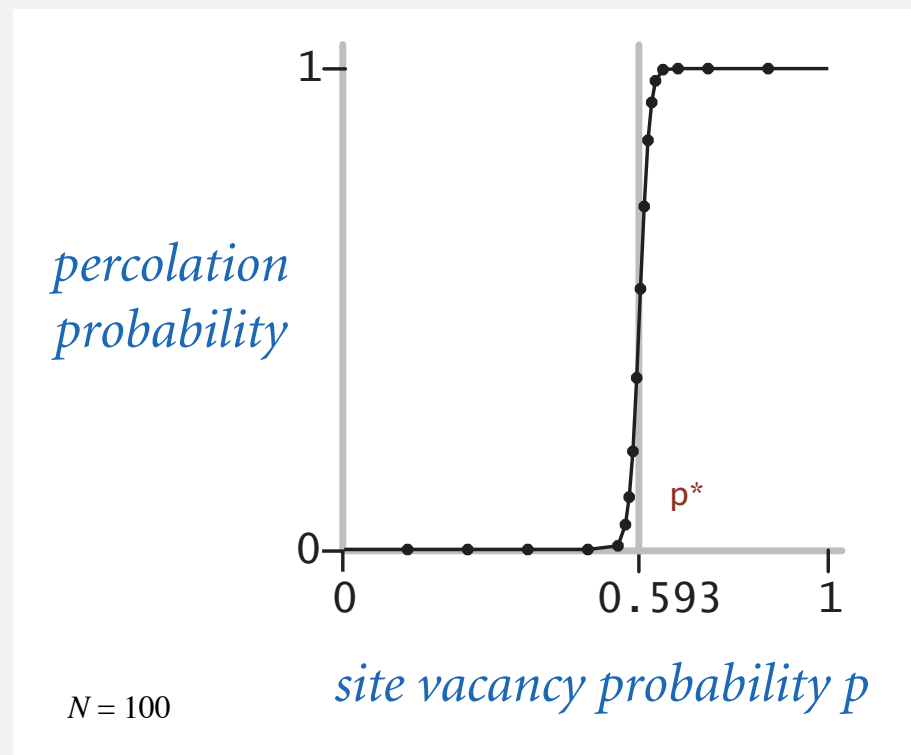 1
percolation
probability
p*
0
0
0.593
1
site vacancy probability p
N = 100